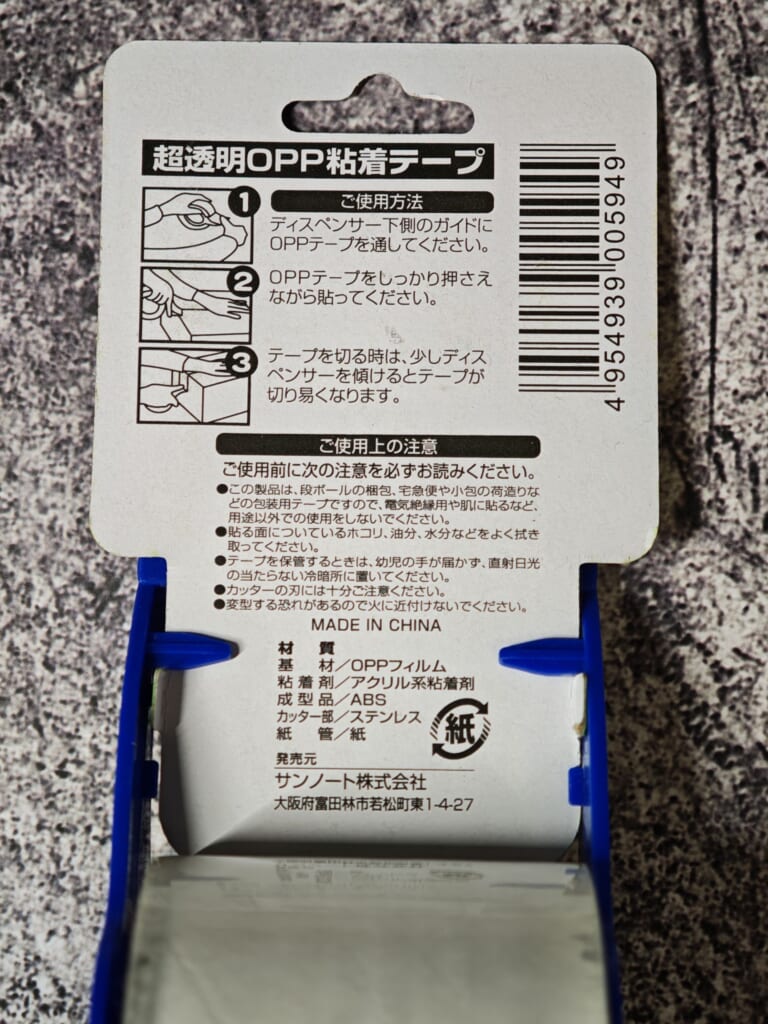 超透明OPP粘着テープ
1
ご使用方法
ディスペンサー下側のガイドに
OPPテープを通してください。
2
OPPテープをしっかり押さえ
ながら貼ってください。
3
テープを切る時は、少しディス
ペンサーを傾けるとテープが
切り易くなります。
4 954939 005949
ご使用上の注意
ご使用前に次の注意を必ずお読みください。
●この製品は、段ボールの梱包、宅急便や小包の荷造りな
どの包装用テープですので、電気絶縁用や肌に貼るなど、
用途以外での使用をしないでください。
●貼る面についているホコリ、油分、水分などをよく拭き
取ってください。
●テープを保管するときは、幼児の手が届かず、直射日光
の当たらない冷暗所に置いてください。
●カッターの刃には十分ご注意ください。
●変型する恐れがあるので火に近付けないでください。
MADE IN CHINA
材 質
基 材/OPPフィルム
粘着剤/アクリル系粘着剤
成型品/ABS
カッター部/ステンレス
紙 管/紙
紙
発売元
サンノート株式会社
大阪府富田林市若松町東1-4-27